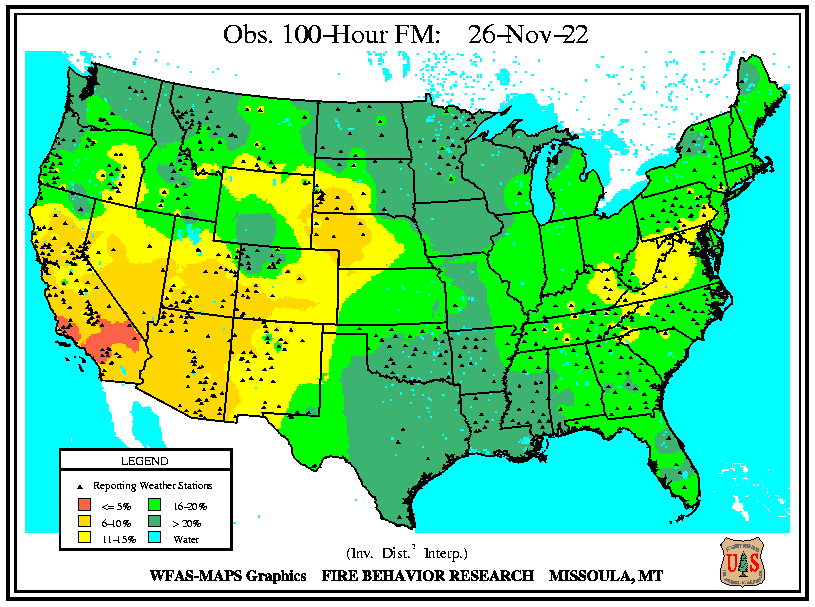 Obs. 100-Hour FM: 26-Nov-22
LEGEND
Reporting Weather Stations
<= 5% 16-20%
6-10% > 20%
11-15% Water
(Inv. Dist.² Interp.)
WFAS-MAPS Graphics FIRE BEHAVIOR RESEARCH MISSOULA, MT
U S